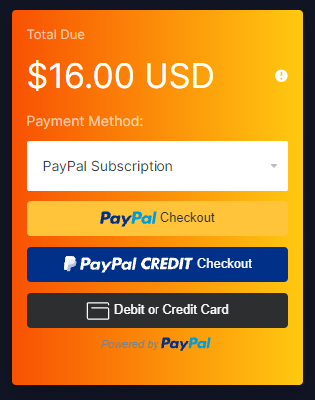 Total Due
$16.00 USD
Payment Method:
PayPal Subscription
PayPal Checkout
PayPal CREDIT Checkout
Debit or Credit Card
Powered by PayPal